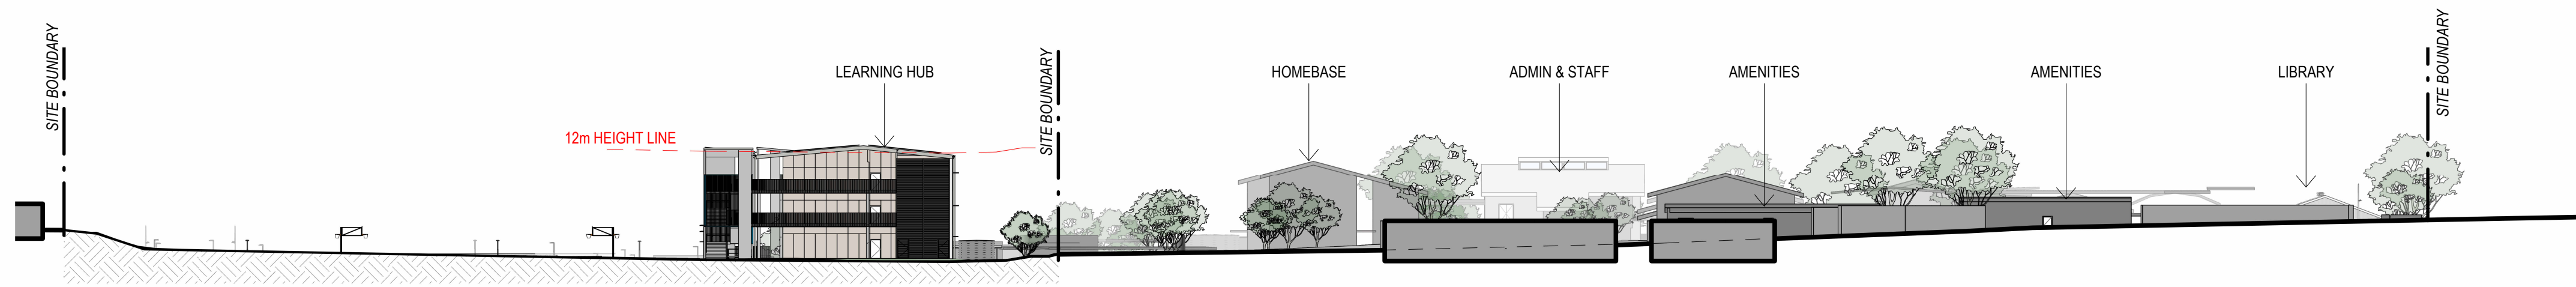 SITE BOUNDARY
12m HEIGHT LINE
LEARNING HUB
SITE BOUNDARY
HOMEBASE
ADMIN & STAFF
AMENITIES
AMENITIES
LIBRARY
SITE BOUNDARY